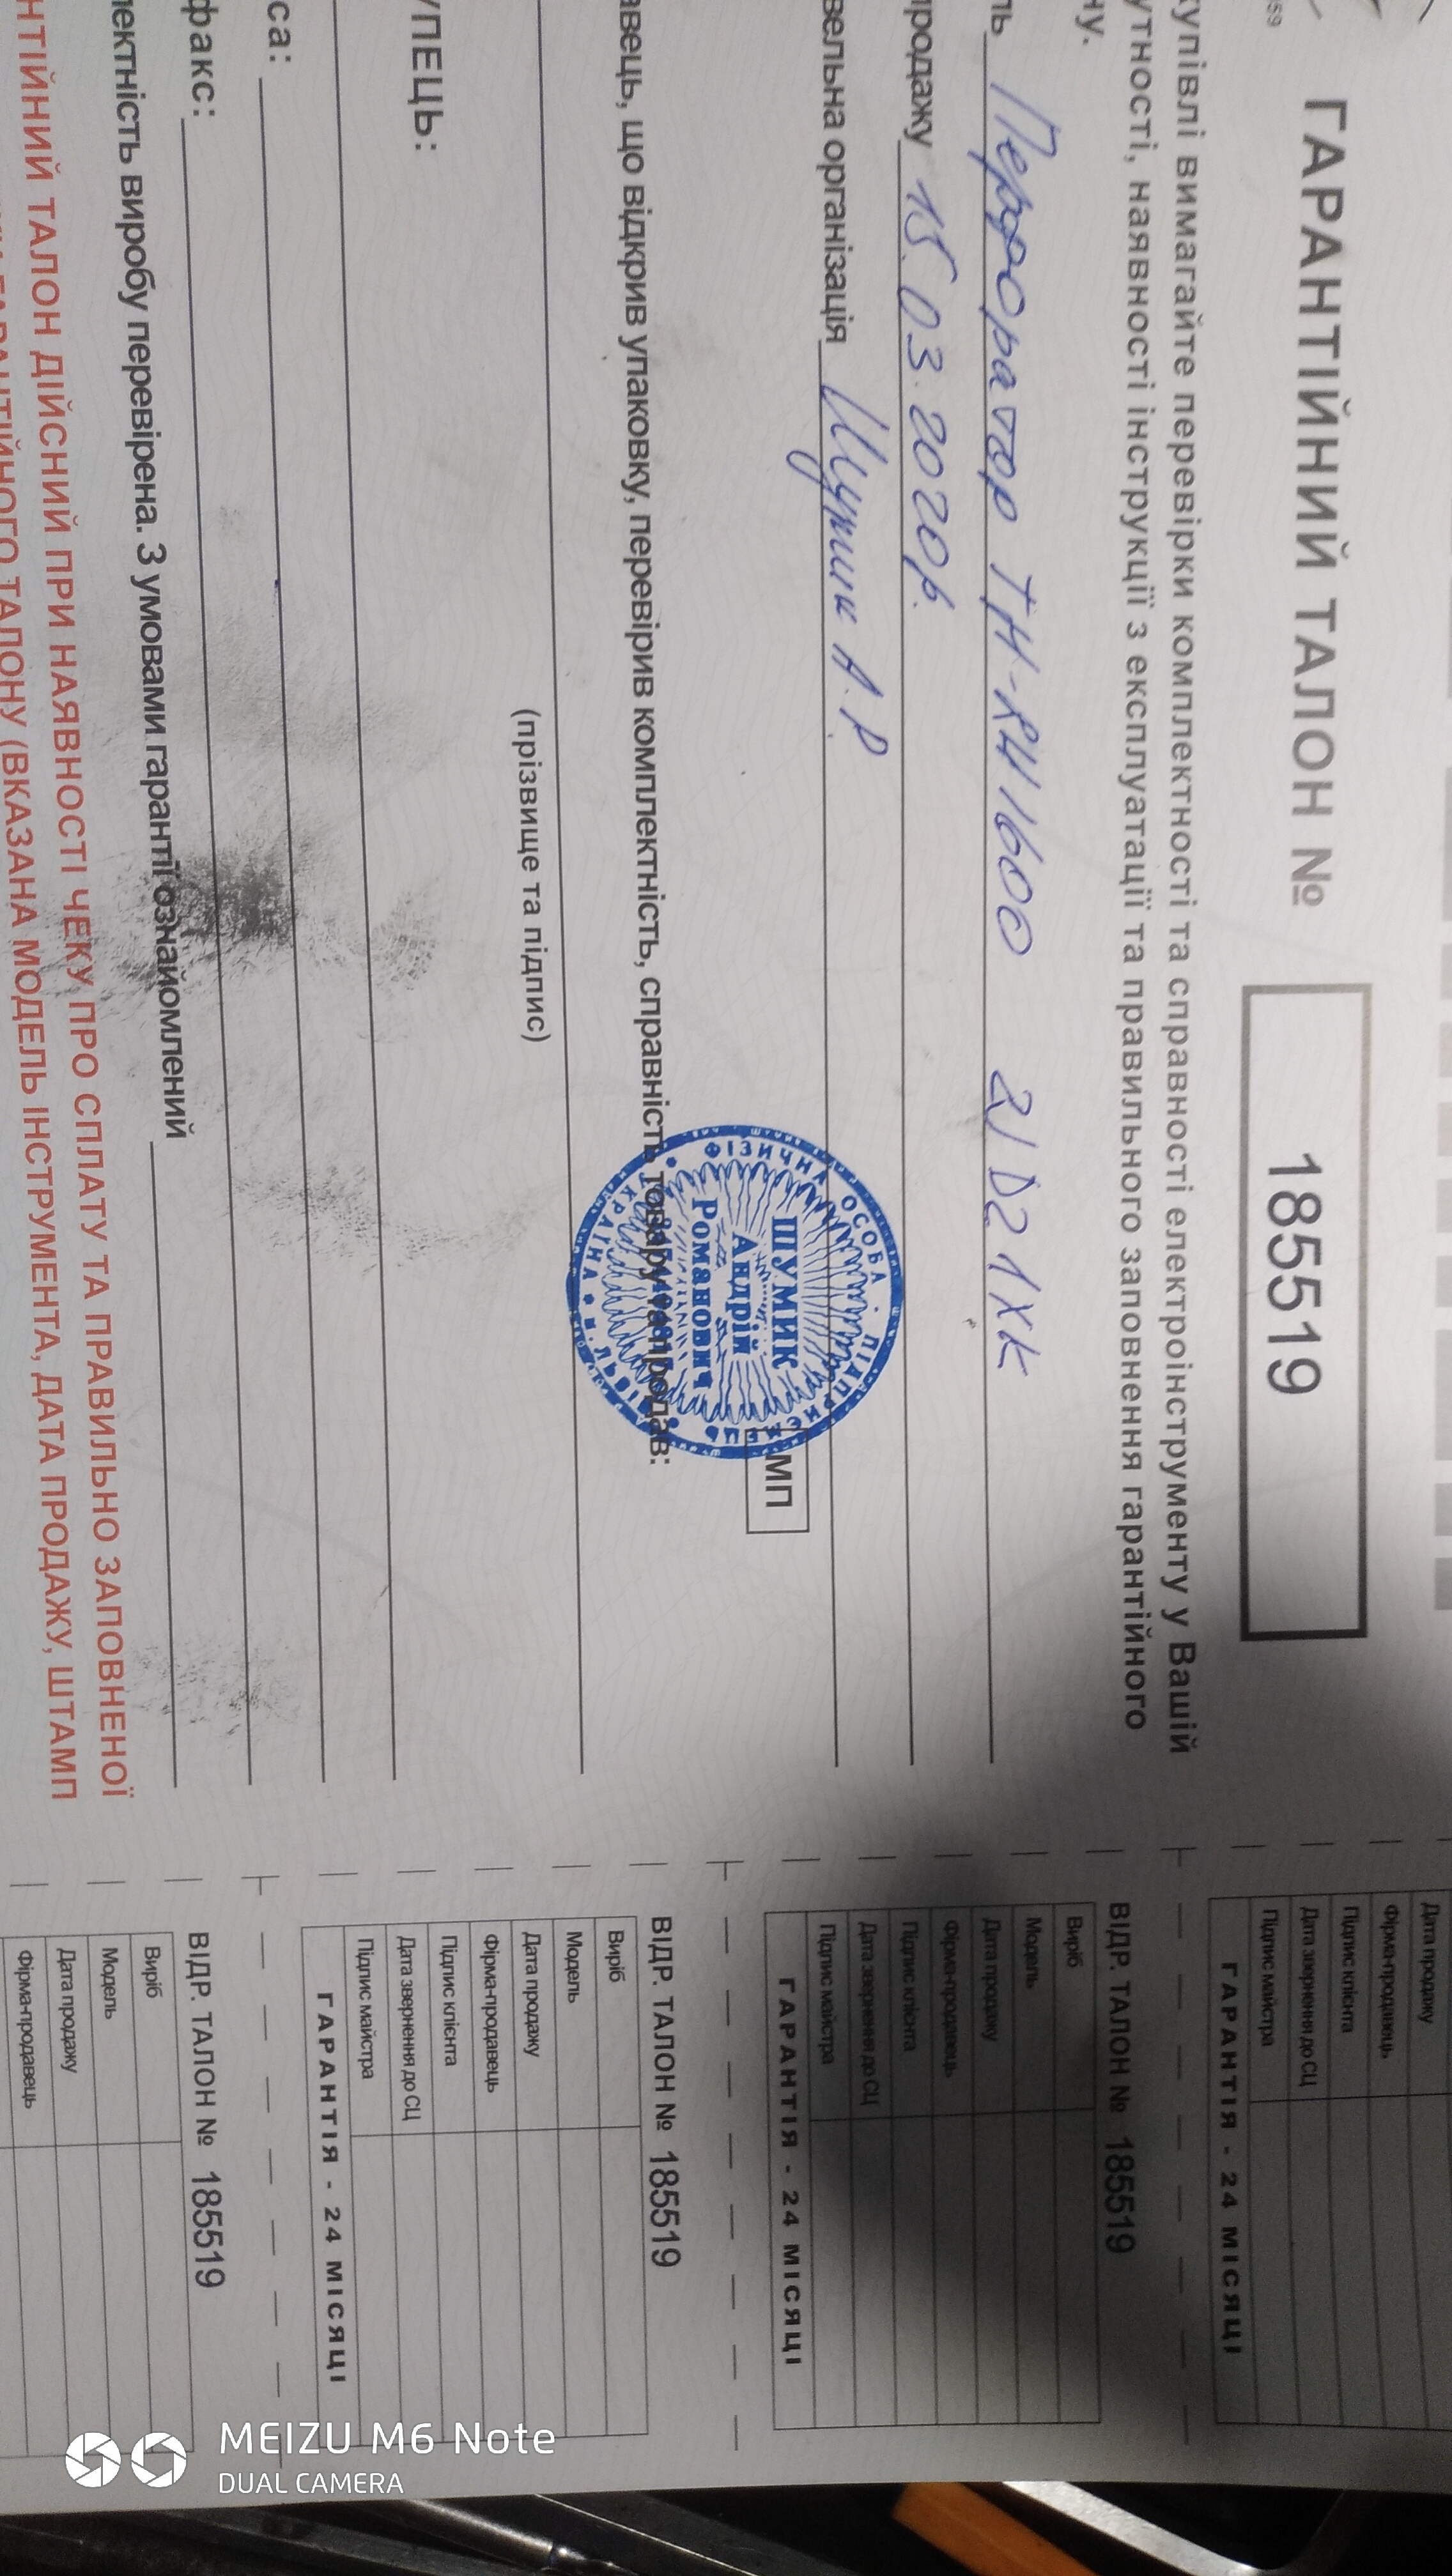 ГАРАНТІЙНИЙ ТАЛОН № 185519
купівлі вимагайте перевірки комплектності та справності електроінструменту у Вашій
утності, наявності інструкції з експлуатації та правильного заповнення гарантійного
ну.
ль Перфоратор ТН-RH1600 2JD21XK
продажу 15.03.2020р.
вельна організація Шумик А.Р.
МП
ФІЗИЧНА ОСОБА ПІДПРИЄМЕЦЬ
ШУМИК
Андрій
Романович
УКРАЇНА * м.ЛЬВІВ
авець, що відкрив упаковку, перевірив комплектність, справність товару та продав:
(прізвище та підпис)
УПЕЦЬ:
са:
факс:
лектність виробу перевірена. З умовами гарантії ознайомлений
НТІЙНИЙ ТАЛОН ДІЙСНИЙ ПРИ НАЯВНОСТІ ЧЕКУ ПРО СПЛАТУ ТА ПРАВИЛЬНО ЗАПОВНЕНОЇ
ГАРАНТІЙНОГО ТАЛОНУ (ВКАЗАНА МОДЕЛЬ ІНСТРУМЕНТА, ДАТА ПРОДАЖУ, ШТАМП
Дата продажу
Фірма-продавець
Підпис клієнта
Дата звернення до СЦ
Підпис майстра
ГАРАНТІЯ - 24 МІСЯЦІ
ВІДР. ТАЛОН № 185519
Виріб
Модель
Дата продажу
Фірма-продавець
Підпис клієнта
Дата звернення до СЦ
Підпис майстра
ГАРАНТІЯ - 24 МІСЯЦІ
ВІДР. ТАЛОН № 185519
Виріб
Модель
Дата продажу
Фірма-продавець
Підпис клієнта
Дата звернення до СЦ
Підпис майстра
ГАРАНТІЯ - 24 МІСЯЦІ
ВІДР. ТАЛОН № 185519
Виріб
Модель
Дата продажу
Фірма-продавець
MEIZU M6 Note
DUAL CAMERA